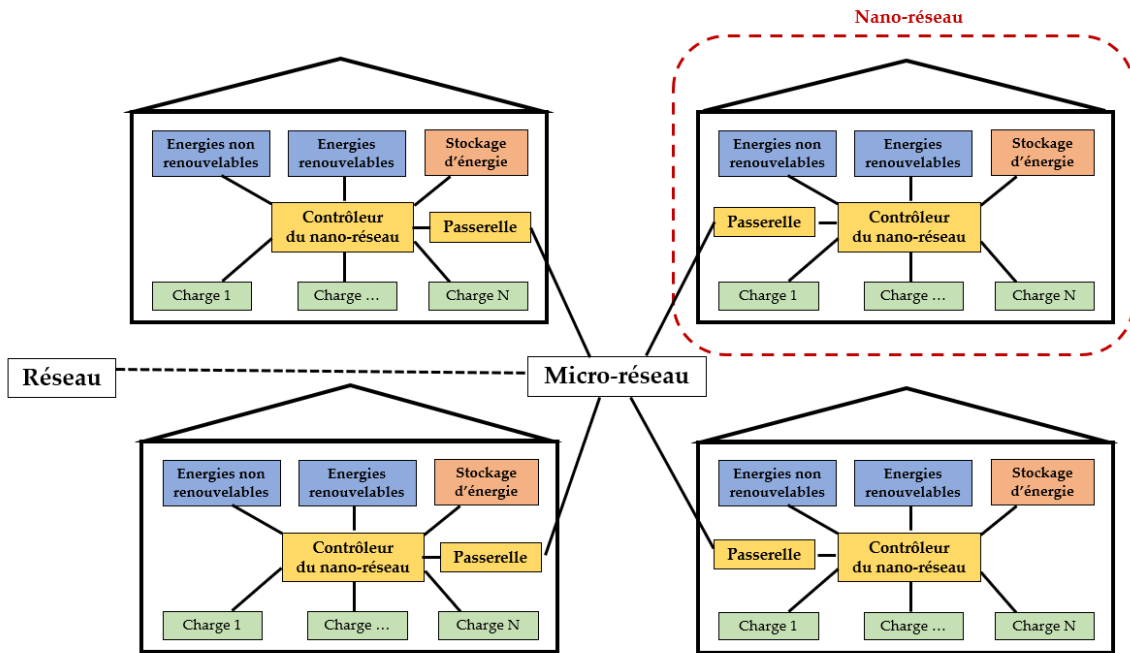 Nano-réseau
Energies non
renouvelables
Energies
renouvelables
Stockage
d'énergie
Contrôleur
du nano-réseau
Passerelle
Charge 1
Charge ...
Charge N
Energies non
renouvelables
Energies
renouvelables
Stockage
d'énergie
Passerelle
Contrôleur
du nano-réseau
Charge 1
Charge ...
Charge N
Réseau
Micro-réseau
Energies non
renouvelables
Energies
renouvelables
Stockage
d'énergie
Contrôleur
du nano-réseau
Passerelle
Charge 1
Charge ...
Charge N
Energies non
renouvelables
Energies
renouvelables
Stockage
d'énergie
Passerelle
Contrôleur
du nano-réseau
Charge 1
Charge ...
Charge N